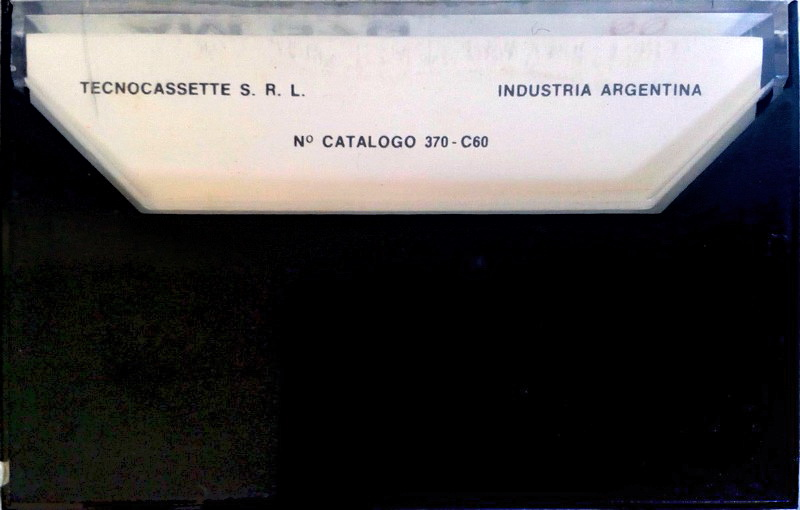 TECNOCASSETTE S. R. L. INDUSTRIA ARGENTINA
Nº CATALOGO 370-C60